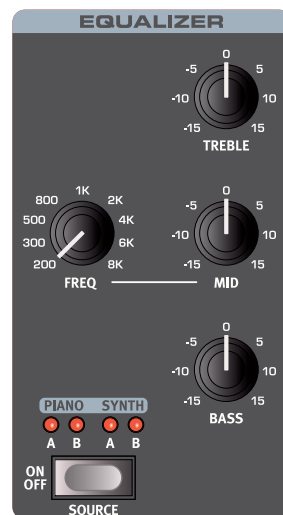 EQUALIZER
0
-5 5
-10 10
-15 15
TREBLE
1K
800 2K
500 4K
300 6K
200 8K
FREQ
0
-5 5
-10 10
-15 15
MID
0
-5 5
-10 10
-15 15
BASS
PIANO SYNTH
A B A B
ON
OFF
SOURCE